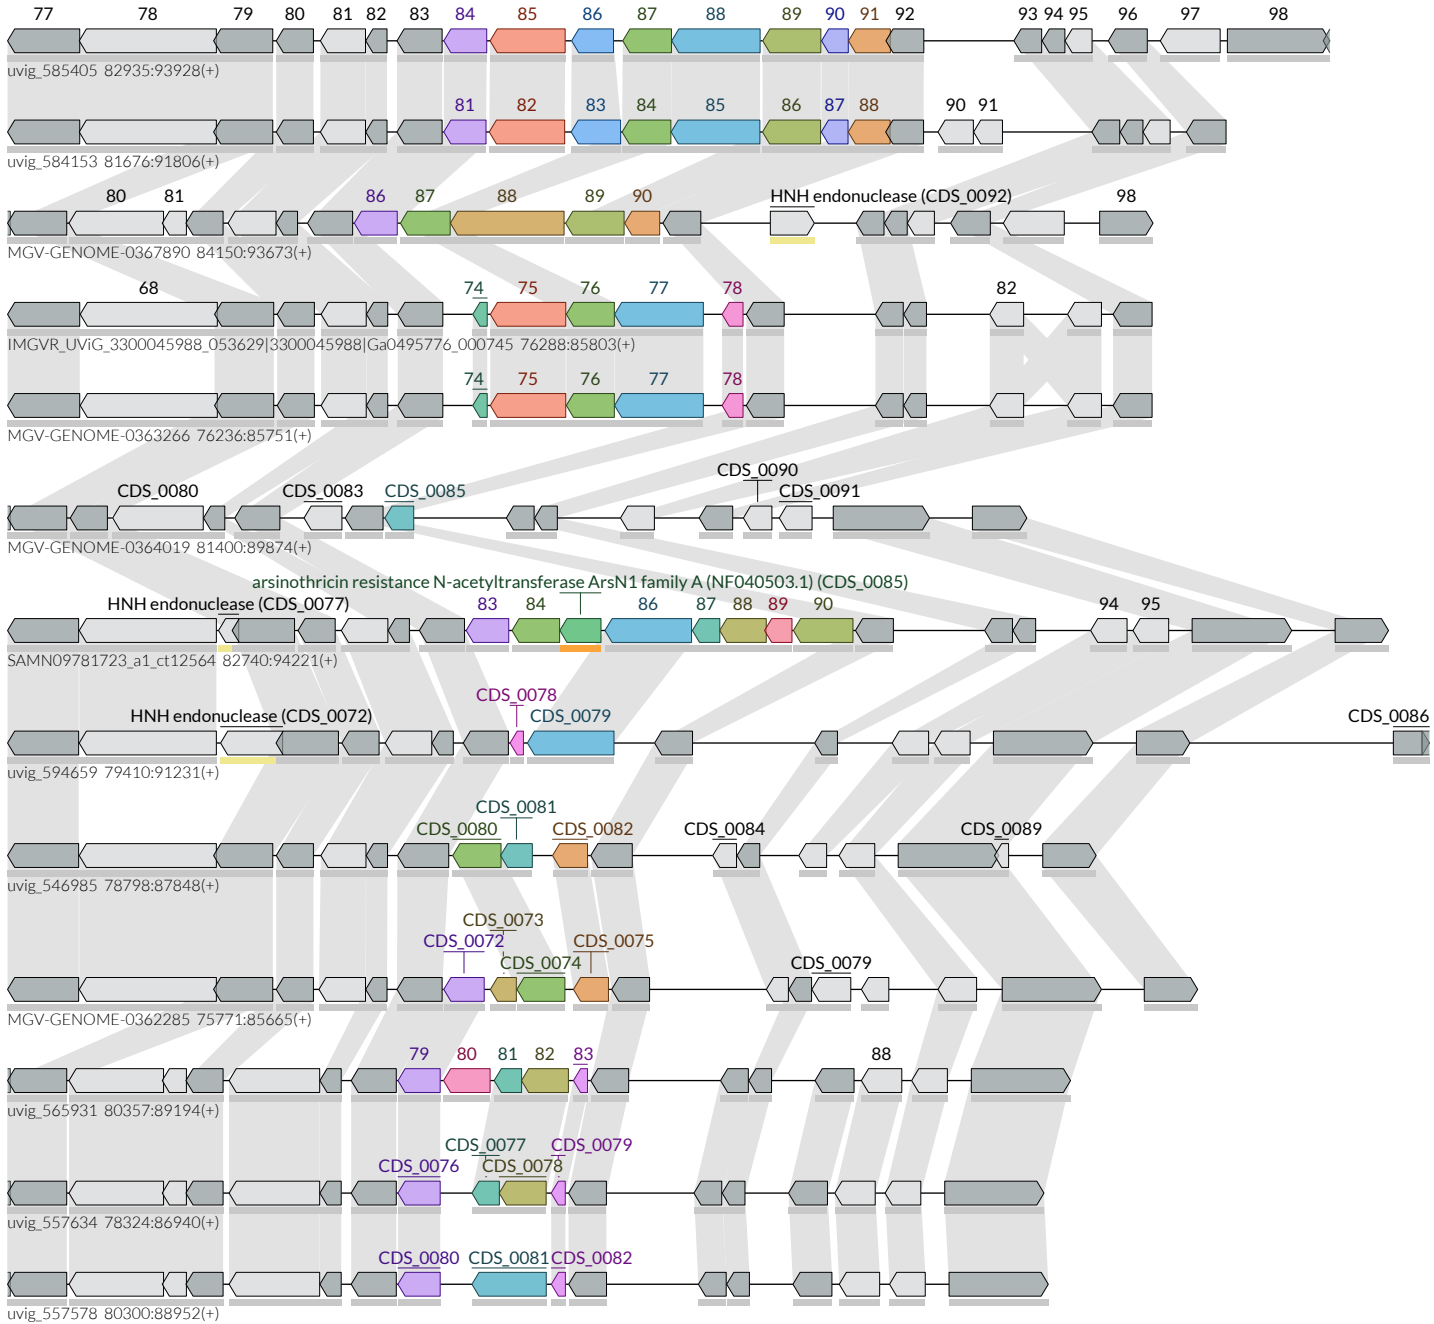 77 78 79 80 81 82 83 84 85 86 87 88 89 90 91 92 93 94 95 96 97 98
uvig_585405 82935:93928(+)
81 82 83 84 85 86 87 88 90 91
uvig_584153 81676:91806(+)
80 81 86 87 88 89 90 HNH endonuclease (CDS_0092) 98
MGV-GENOME-0367890 84150:93673(+)
68 74 75 76 77 78 82
IMGVR_UViG_3300045988_053629|3300045988|Ga0495776_000745 76288:85803(+)
74 75 76 77 78
MGV-GENOME-0363266 76236:85751(+)
CDS_0090
CDS_0080 CDS_0083 CDS_0085 CDS_0091
MGV-GENOME-0364019 81400:89874(+)
arsinothricin resistance N-acetyltransferase ArsN1 family A (NF040503.1) (CDS_0085)
HNH endonuclease (CDS_0077) 83 84 86 87 88 89 90 94 95
SAMN09781723_a1_ct12564 82740:94221(+)
CDS_0078
HNH endonuclease (CDS_0072) CDS_0079 CDS_0086
uvig_594659 79410:91231(+)
CDS_0081
CDS_0080 CDS_0082 CDS_0084 CDS_0089
uvig_546985 78798:87848(+)
CDS_0073
CDS_0072 CDS_0075
CDS_0074 CDS_0079
MGV-GENOME-0362285 75771:85665(+)
79 80 81 82 83 88
uvig_565931 80357:89194(+)
CDS_0077 CDS_0079
CDS_0076 CDS_0078
uvig_557634 78324:86940(+)
CDS_0080 CDS_0081 CDS_0082
uvig_557578 80300:88952(+)